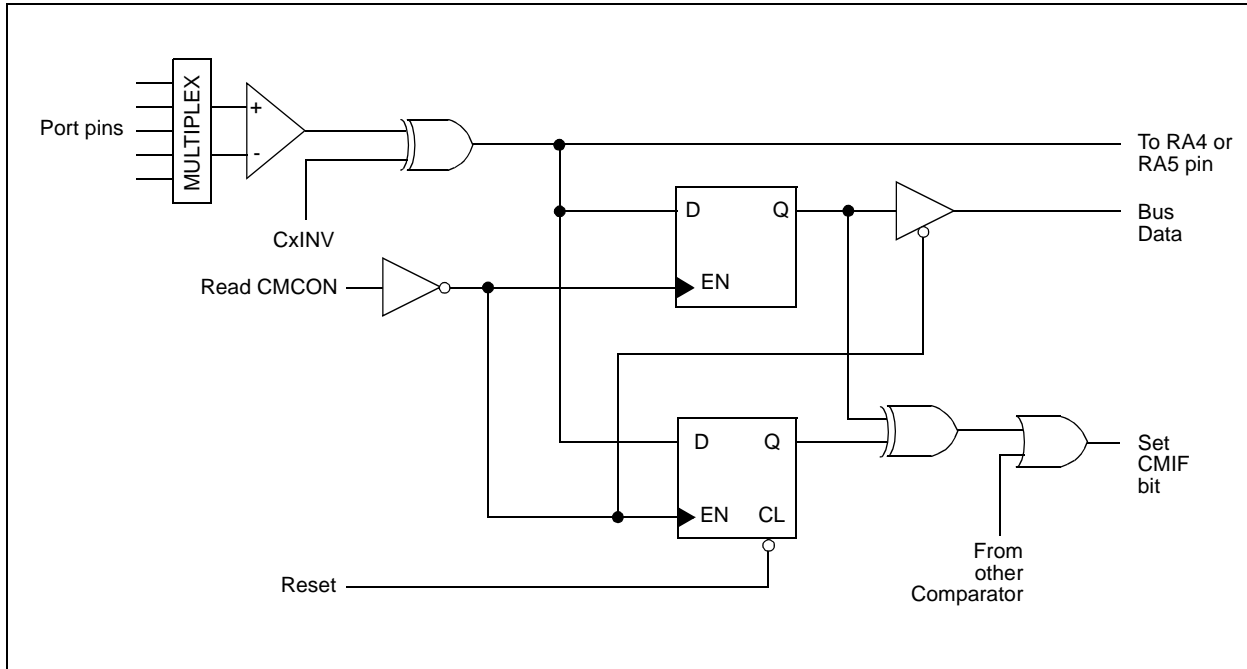 MULTIPLEX
+
-
Port pins
CxINV
To RA4 or
RA5 pin
D
Q
EN
Bus
Data
Read CMCON
D
Q
EN
CL
Set
CMIF
bit
From
other
Comparator
Reset